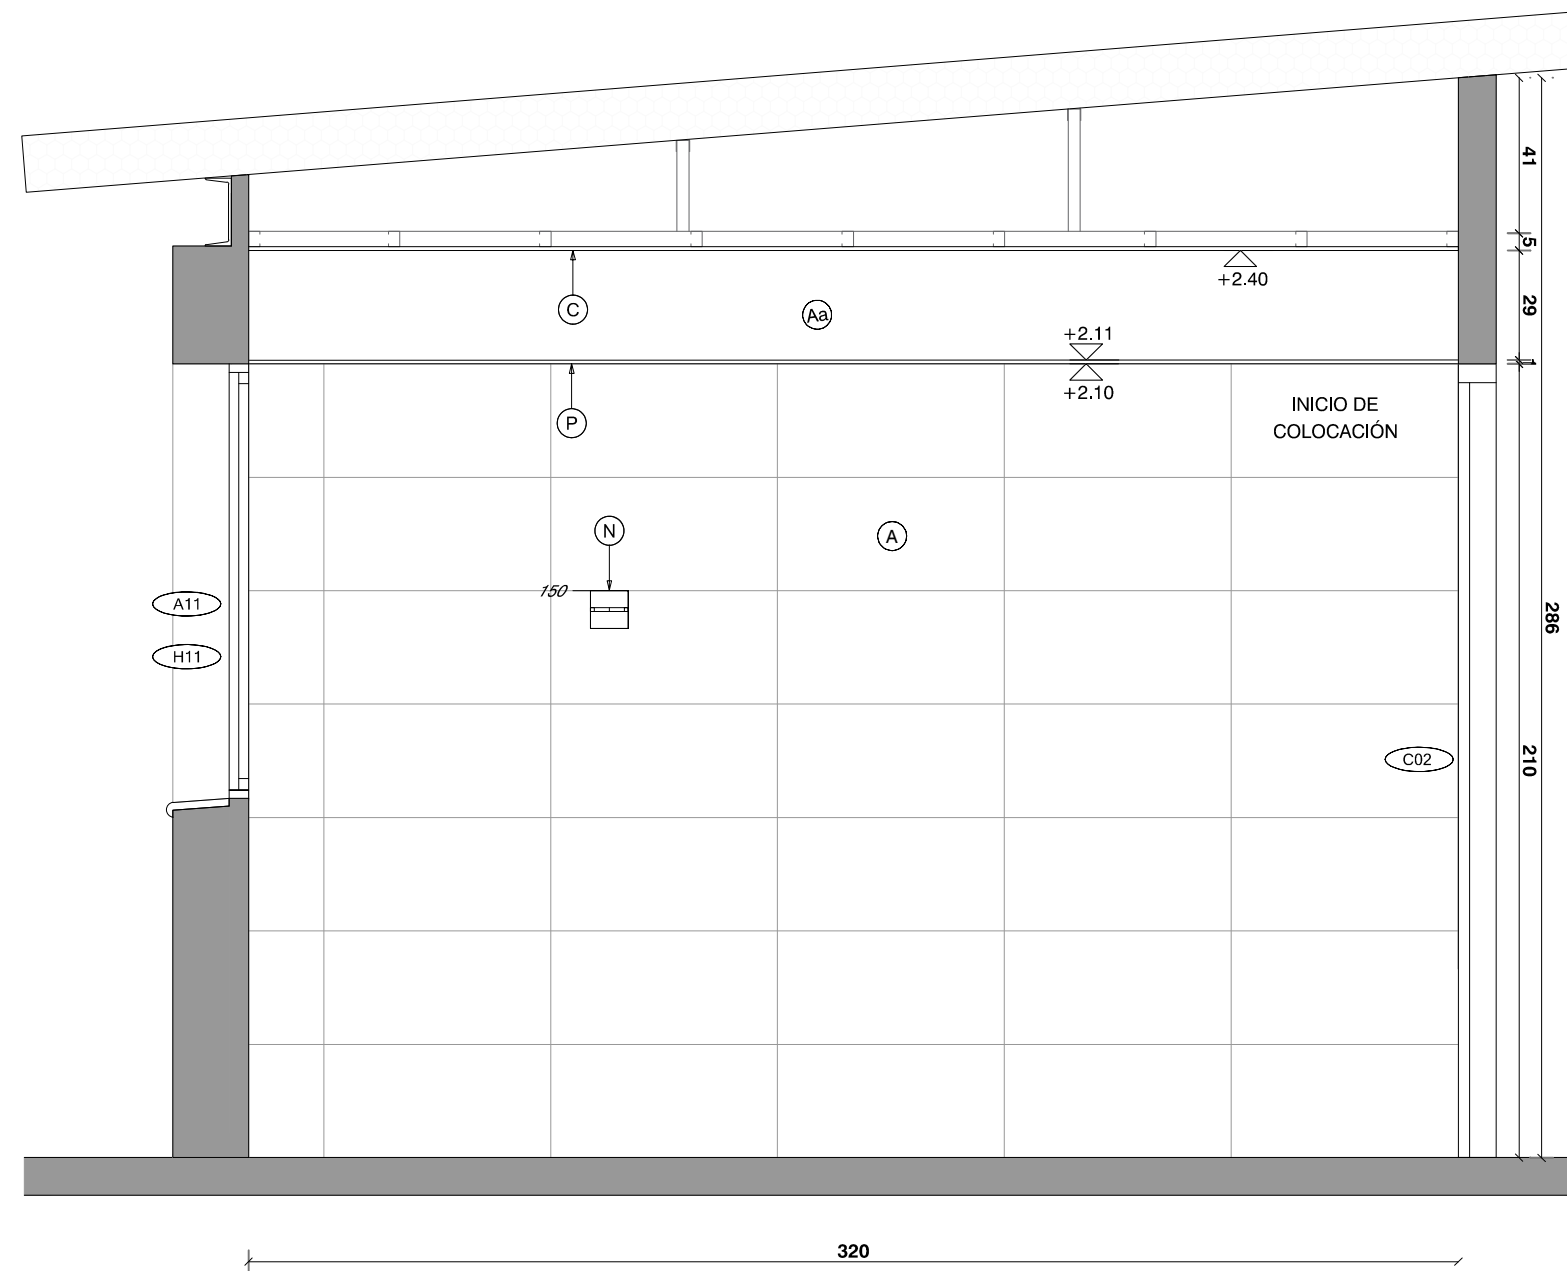 41
5
C
Aa
+2.40
29
+2.11
1
P
+2.10
INICIO DE
COLOCACIÓN
N
A
150
A11
286
H11
C02
210
320